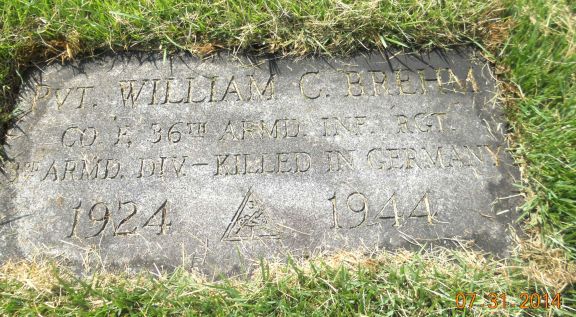 PVT. WILLIAM C. BREHM
CO. F. 36TH ARMD. INF. RGT.
3RD ARMD. DIV. – KILLED IN GERMANY
1924 1944
07.31.2014